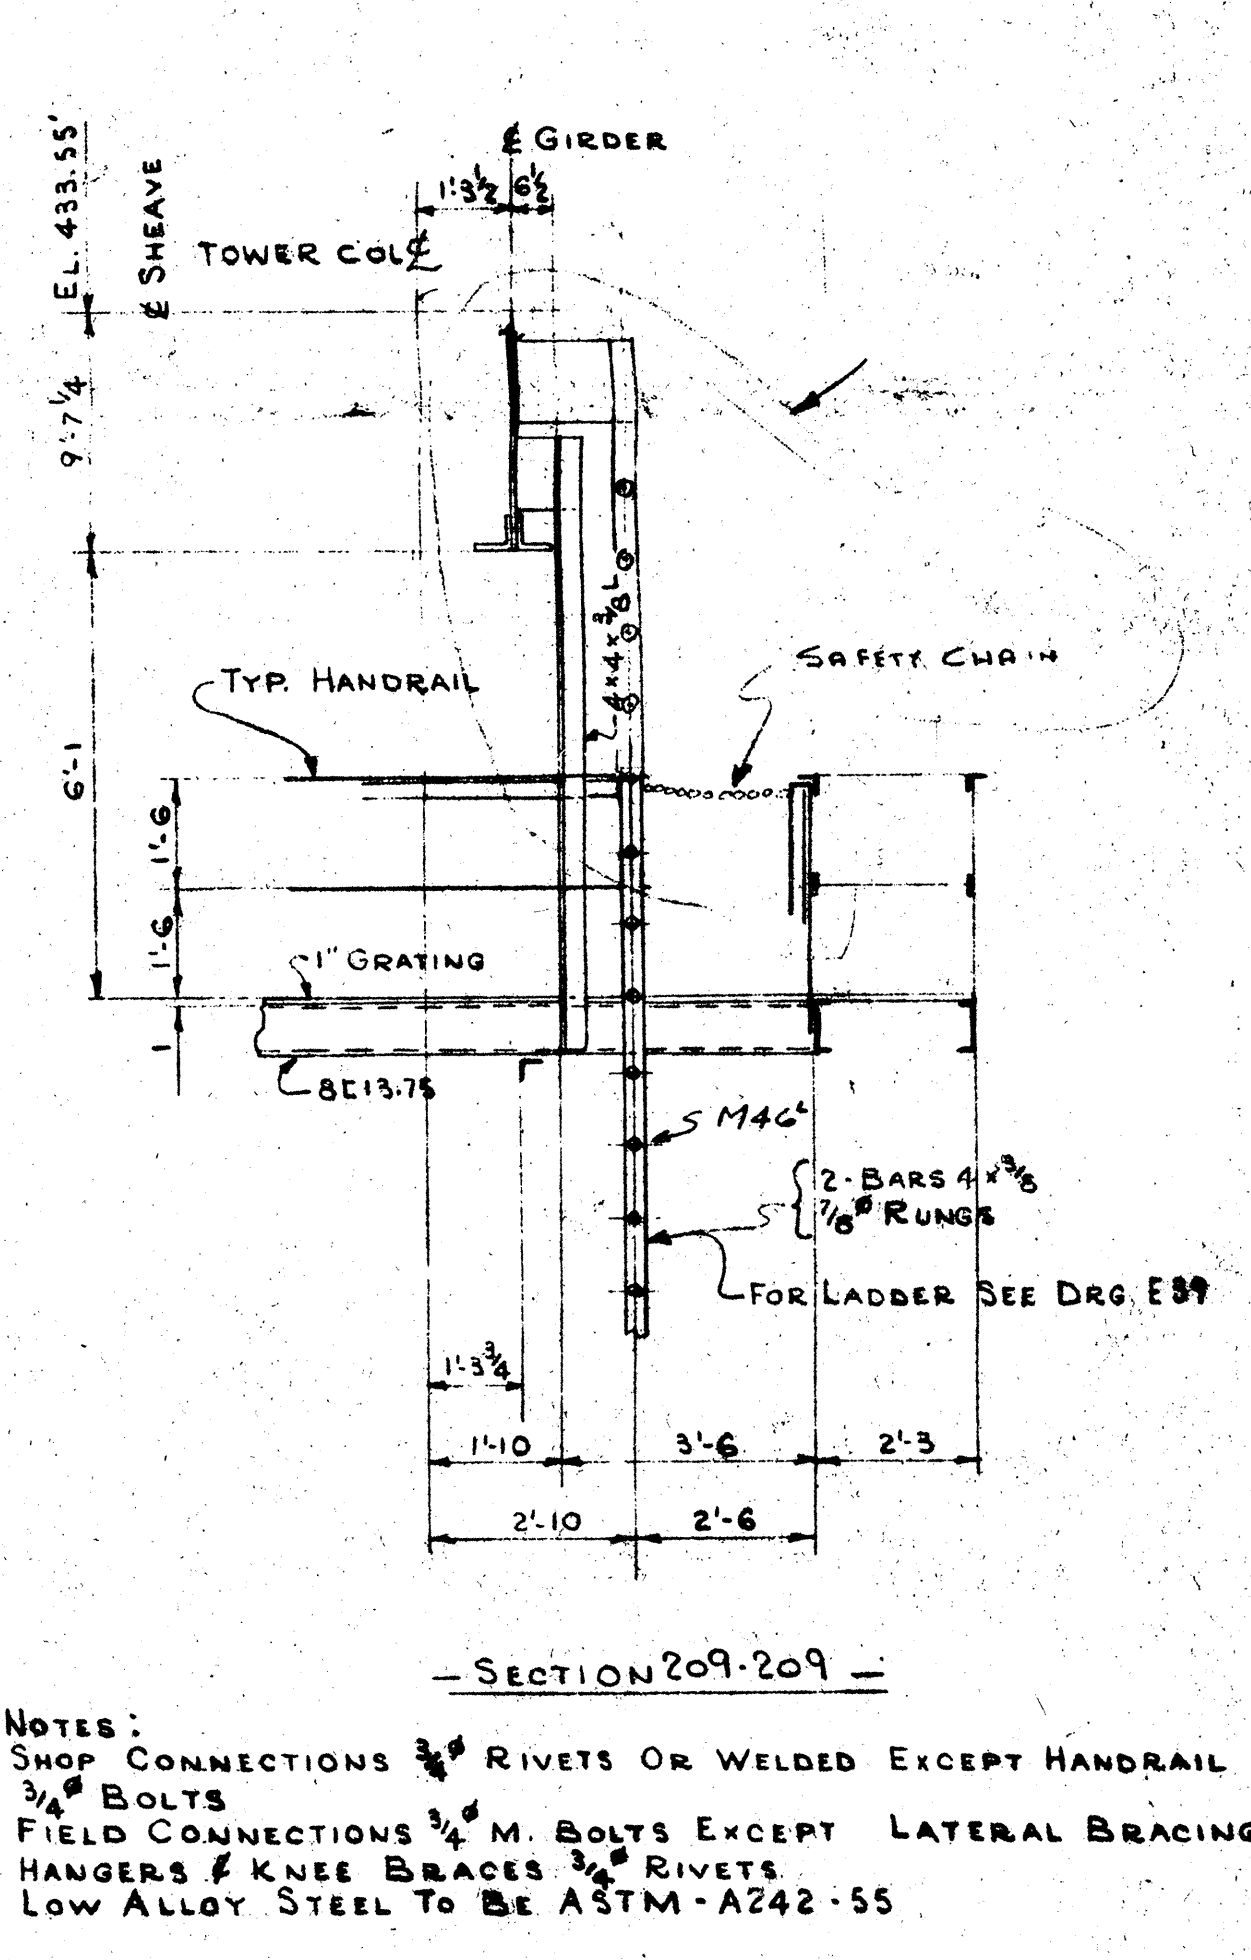 ℄ GIRDER
EL. 433.55'
℄ SHEAVE
1'-3½ 6½
TOWER COL ℄
9'-7¼
4 x 4 x 3/8 L
SAFETY CHAIN
TYP. HANDRAIL
6'-1
1'-6
1'-6
1" GRATING
1
8[13.75
M46L
2-BARS 4 x 3/8
7/8ø RUNGS
FOR LADDER SEE DRG. E39
1'-3¾
1'-10 3'-6 2'-3
2'-10 2'-6
- SECTION 209-209 -
NOTES:
SHOP CONNECTIONS 3/4ø RIVETS OR WELDED EXCEPT HANDRAIL
3/4ø BOLTS
FIELD CONNECTIONS 3/4ø M. BOLTS EXCEPT LATERAL BRACING
HANGERS & KNEE BRACES 3/4ø RIVETS
LOW ALLOY STEEL TO BE ASTM-A242-55